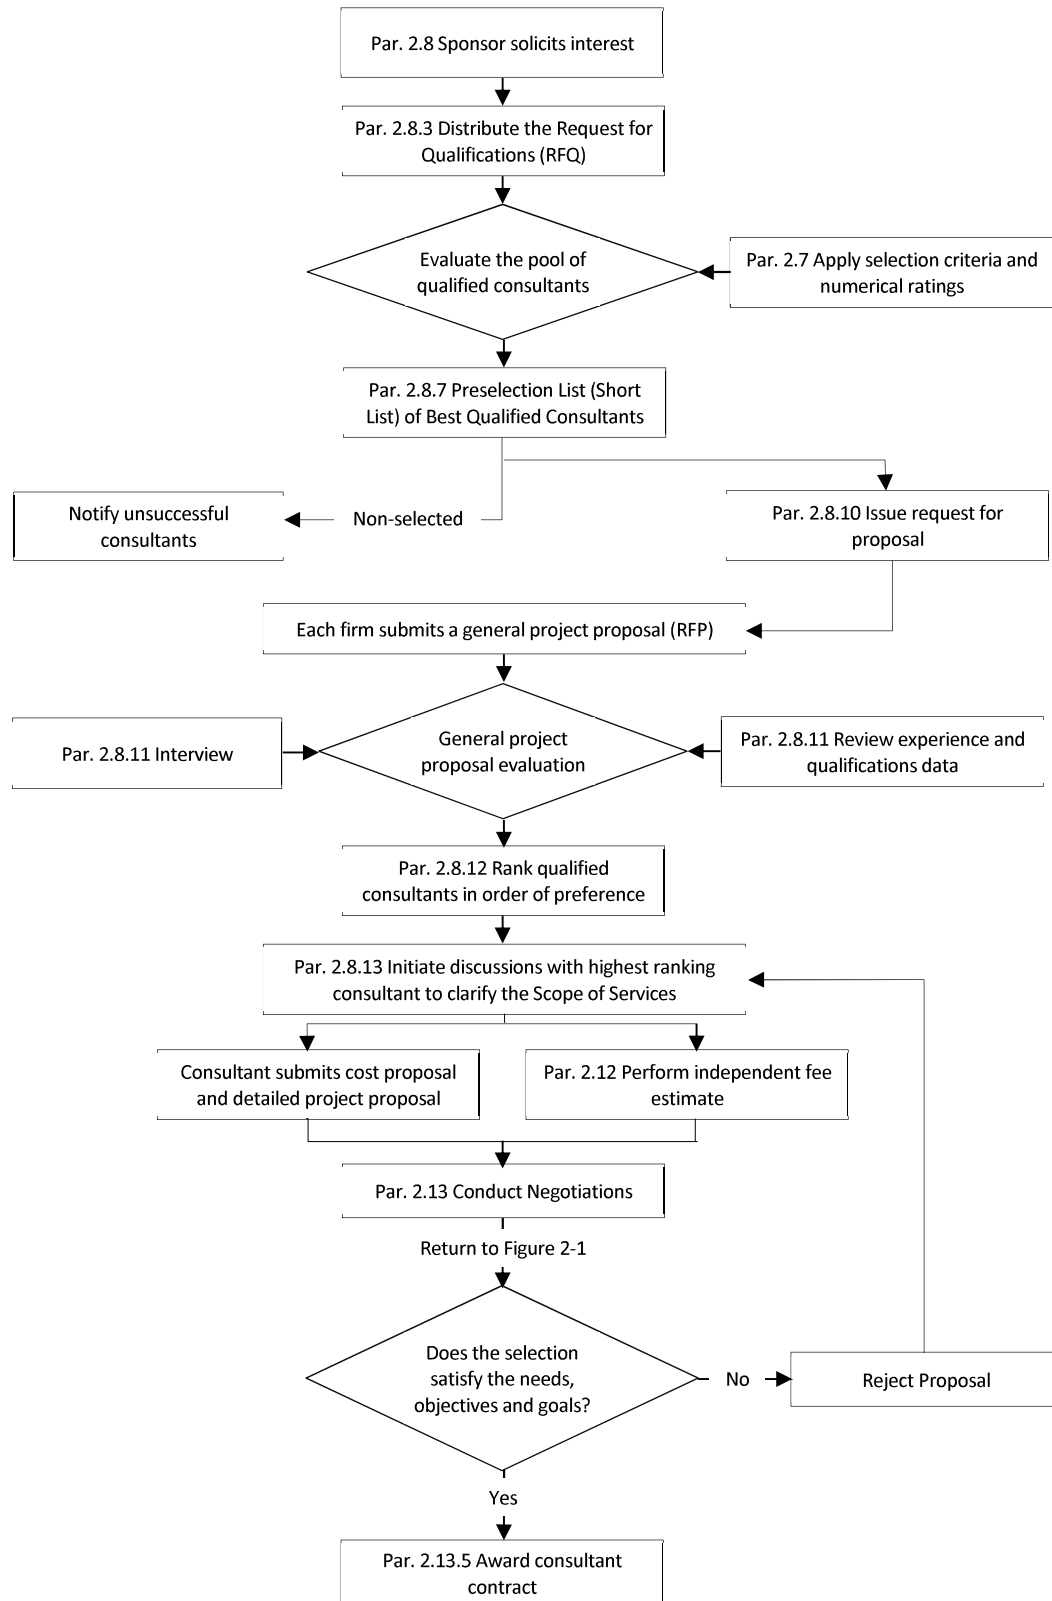 Par. 2.8 Sponsor solicits interest
Par. 2.8.3 Distribute the Request for
Qualifications (RFQ)
Evaluate the pool of
qualified consultants
Par. 2.7 Apply selection criteria and
numerical ratings
Par. 2.8.7 Preselection List (Short
List) of Best Qualified Consultants
Notify unsuccessful
consultants
Non-selected
Par. 2.8.10 Issue request for
proposal
Each firm submits a general project proposal (RFP)
Par. 2.8.11 Interview
General project
proposal evaluation
Par. 2.8.11 Review experience and
qualifications data
Par. 2.8.12 Rank qualified
consultants in order of preference
Par. 2.8.13 Initiate discussions with highest ranking
consultant to clarify the Scope of Services
Consultant submits cost proposal
and detailed project proposal
Par. 2.12 Perform independent fee
estimate
Par. 2.13 Conduct Negotiations
Return to Figure 2-1
Does the selection
satisfy the needs,
objectives and goals?
No
Reject Proposal
Yes
Par. 2.13.5 Award consultant
contract